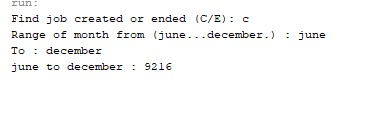 run:
Find job created or ended (C/E): c
Range of month from (june...december.) : june
To : december
june to december : 9216